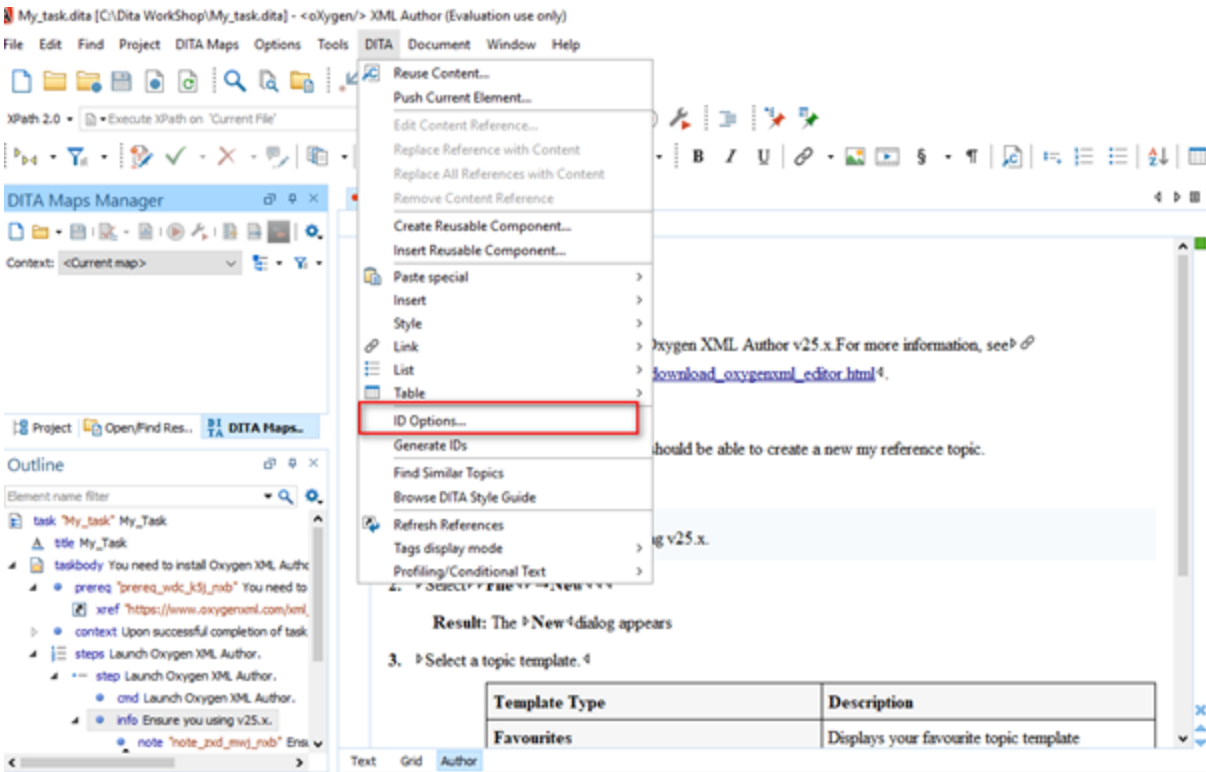 My_task.dita [C:\Dita WorkShop\My_task.dita] - <oXygen/> XML Author (Evaluation use only)
File Edit Find Project DITA Maps Options Tools DITA Document Window Help
XPath 2.0 Execute XPath on 'Current File'
B I U § ¶
DITA Maps Manager
Context: <Current map>
Project Open/Find Res.. DITA Maps..
Outline
Element name filter
task "My_task" My_Task
title My_Task
taskbody You need to install Oxygen XML Autho
prereq "prereq_wdc_k5j_nxb" You need to
xref "https://www.oxygenxml.com/xml_
context Upon successful completion of task
steps Launch Oxygen XML Author.
step Launch Oxygen XML Author.
cmd Launch Oxygen XML Author.
info Ensure you using v25.x.
note "note_zxd_mwj_nxb" Ensu
Reuse Content...
Push Current Element...
Edit Content Reference...
Replace Reference with Content
Replace All References with Content
Remove Content Reference
Create Reusable Component...
Insert Reusable Component...
Paste special
Insert
Style
Link
List
Table
ID Options...
Generate IDs
Find Similar Topics
Browse DITA Style Guide
Refresh References
Tags display mode
Profiling/Conditional Text
Oxygen XML Author v25.x.For more information, see
download_oxygenxml_editor.html.
should be able to create a new my reference topic.
ng v25.x.
2. Select File → New
Result: The New dialog appears
3. Select a topic template.
Template Type Description
Favourites Displays your favourite topic template
Text Grid Author